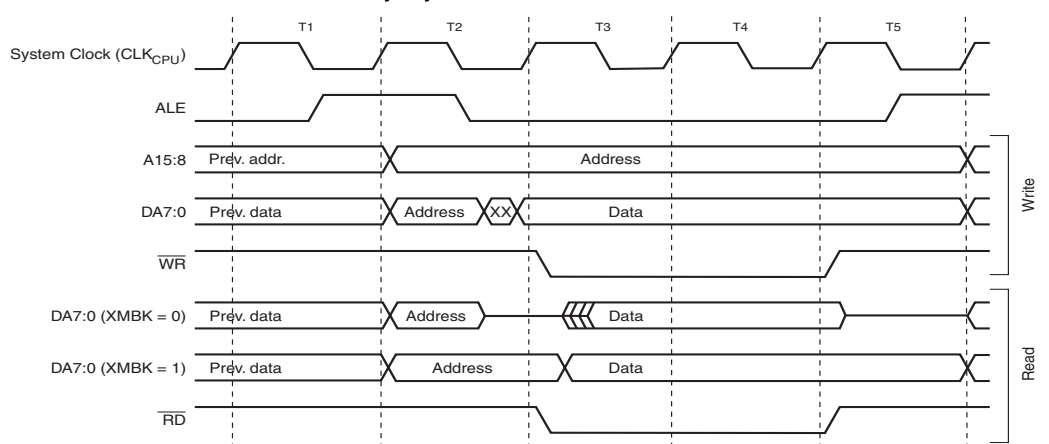 T1 T2 T3 T4 T5
System Clock (CLKCPU)
ALE
A15:8 Prev. addr. Address
DA7:0 Prev. data Address XX Data
WR
Write
DA7:0 (XMBK = 0) Prev. data Address Data
DA7:0 (XMBK = 1) Prev. data Address Data
RD
Read